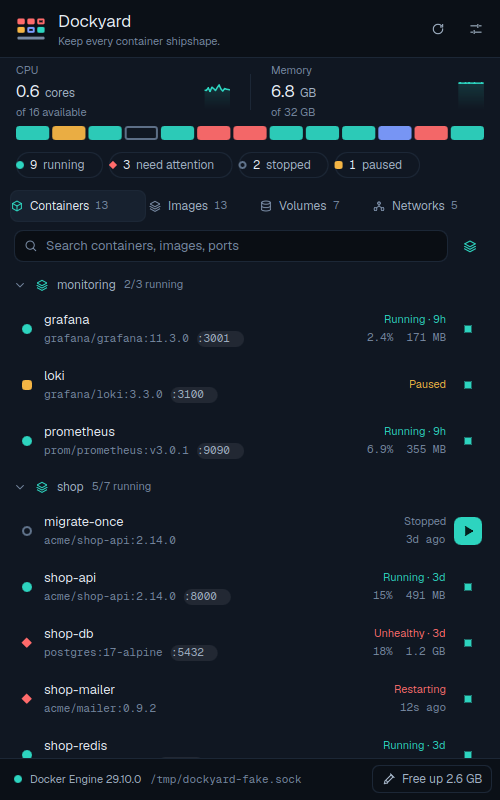 Dockyard
Keep every container shipshape.
CPU
0.6 cores
of 16 available
Memory
6.8 GB
of 32 GB
9 running
3 need attention
2 stopped
1 paused
Containers 13
Images 13
Volumes 7
Networks 5
Search containers, images, ports
monitoring 2/3 running
grafana
Running · 9h
grafana/grafana:11.3.0 :3001
2.4% 171 MB
loki
Paused
grafana/loki:3.3.0 :3100
prometheus
Running · 9h
prom/prometheus:v3.0.1 :9090
6.9% 355 MB
shop 5/7 running
migrate-once
Stopped
acme/shop-api:2.14.0
3d ago
shop-api
Running · 3d
acme/shop-api:2.14.0 :8000
15% 491 MB
shop-db
Unhealthy · 3d
postgres:17-alpine :5432
18% 1.2 GB
shop-mailer
Restarting
acme/mailer:0.9.2
12s ago
shop-redis
Running · 3d
Docker Engine 29.10.0 /tmp/dockyard-fake.sock
Free up 2.6 GB